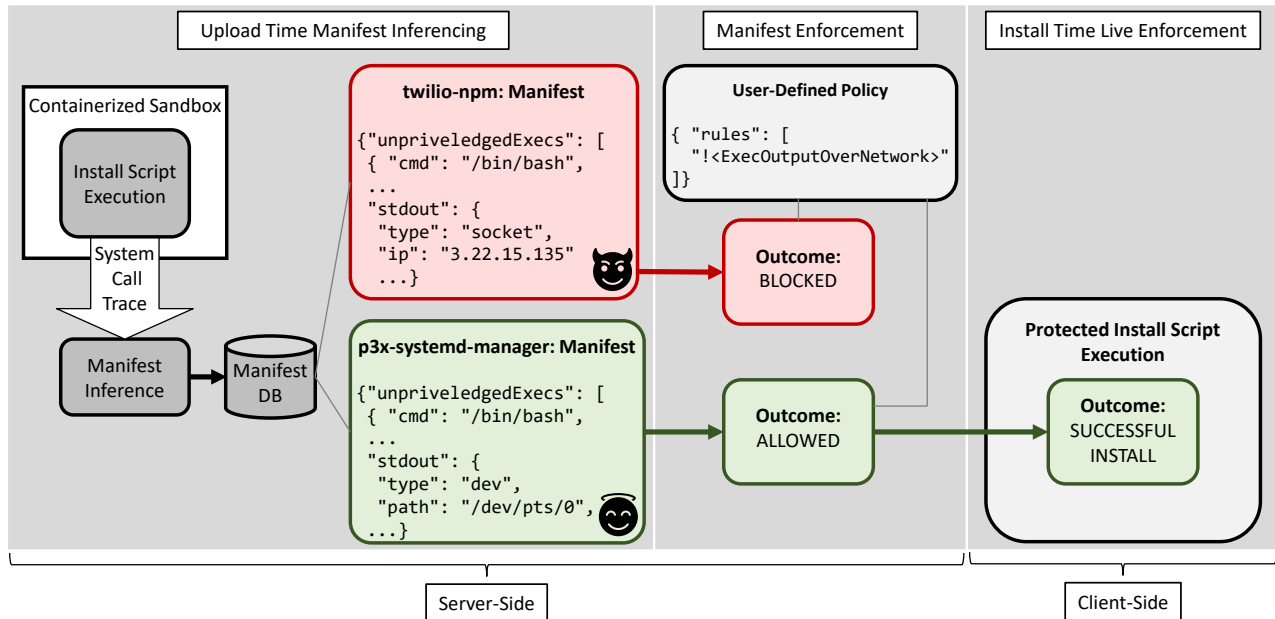 Upload Time Manifest Inferencing
Manifest Enforcement
Install Time Live Enforcement
Containerized Sandbox
Install Script
Execution
System
Call
Trace
Manifest
Inference
Manifest
DB
twilio-npm: Manifest
{"unpriveledgedExecs": [
{ "cmd": "/bin/bash",
...
"stdout": {
"type": "socket",
"ip": "3.22.15.135"
...}
p3x-systemd-manager: Manifest
{"unpriveledgedExecs": [
{ "cmd": "/bin/bash",
...
"stdout": {
"type": "dev",
"path": "/dev/pts/0",
...}
User-Defined Policy
{ "rules": [
"!<ExecOutputOverNetwork>"
]}
Outcome:
BLOCKED
Outcome:
ALLOWED
Protected Install Script
Execution
Outcome:
SUCCESSFUL
INSTALL
Server-Side
Client-Side